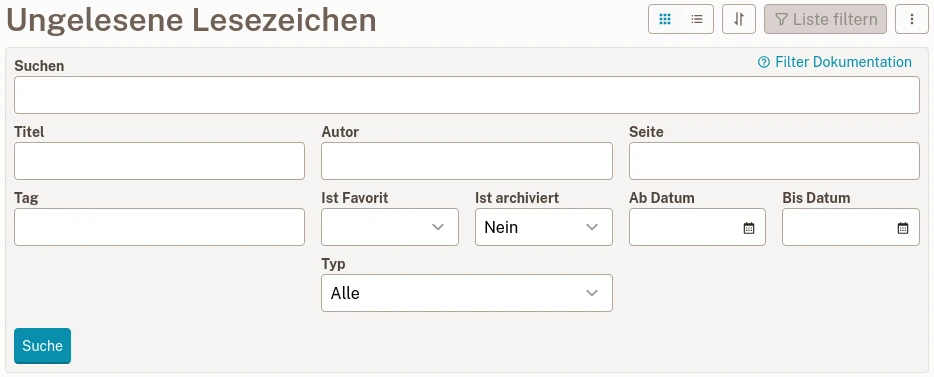 Ungelesene Lesezeichen
Liste filtern
Filter Dokumentation
Suchen
Titel Autor Seite
Tag Ist Favorit Ist archiviert Ab Datum Bis Datum
Nein
Typ
Alle
Suche